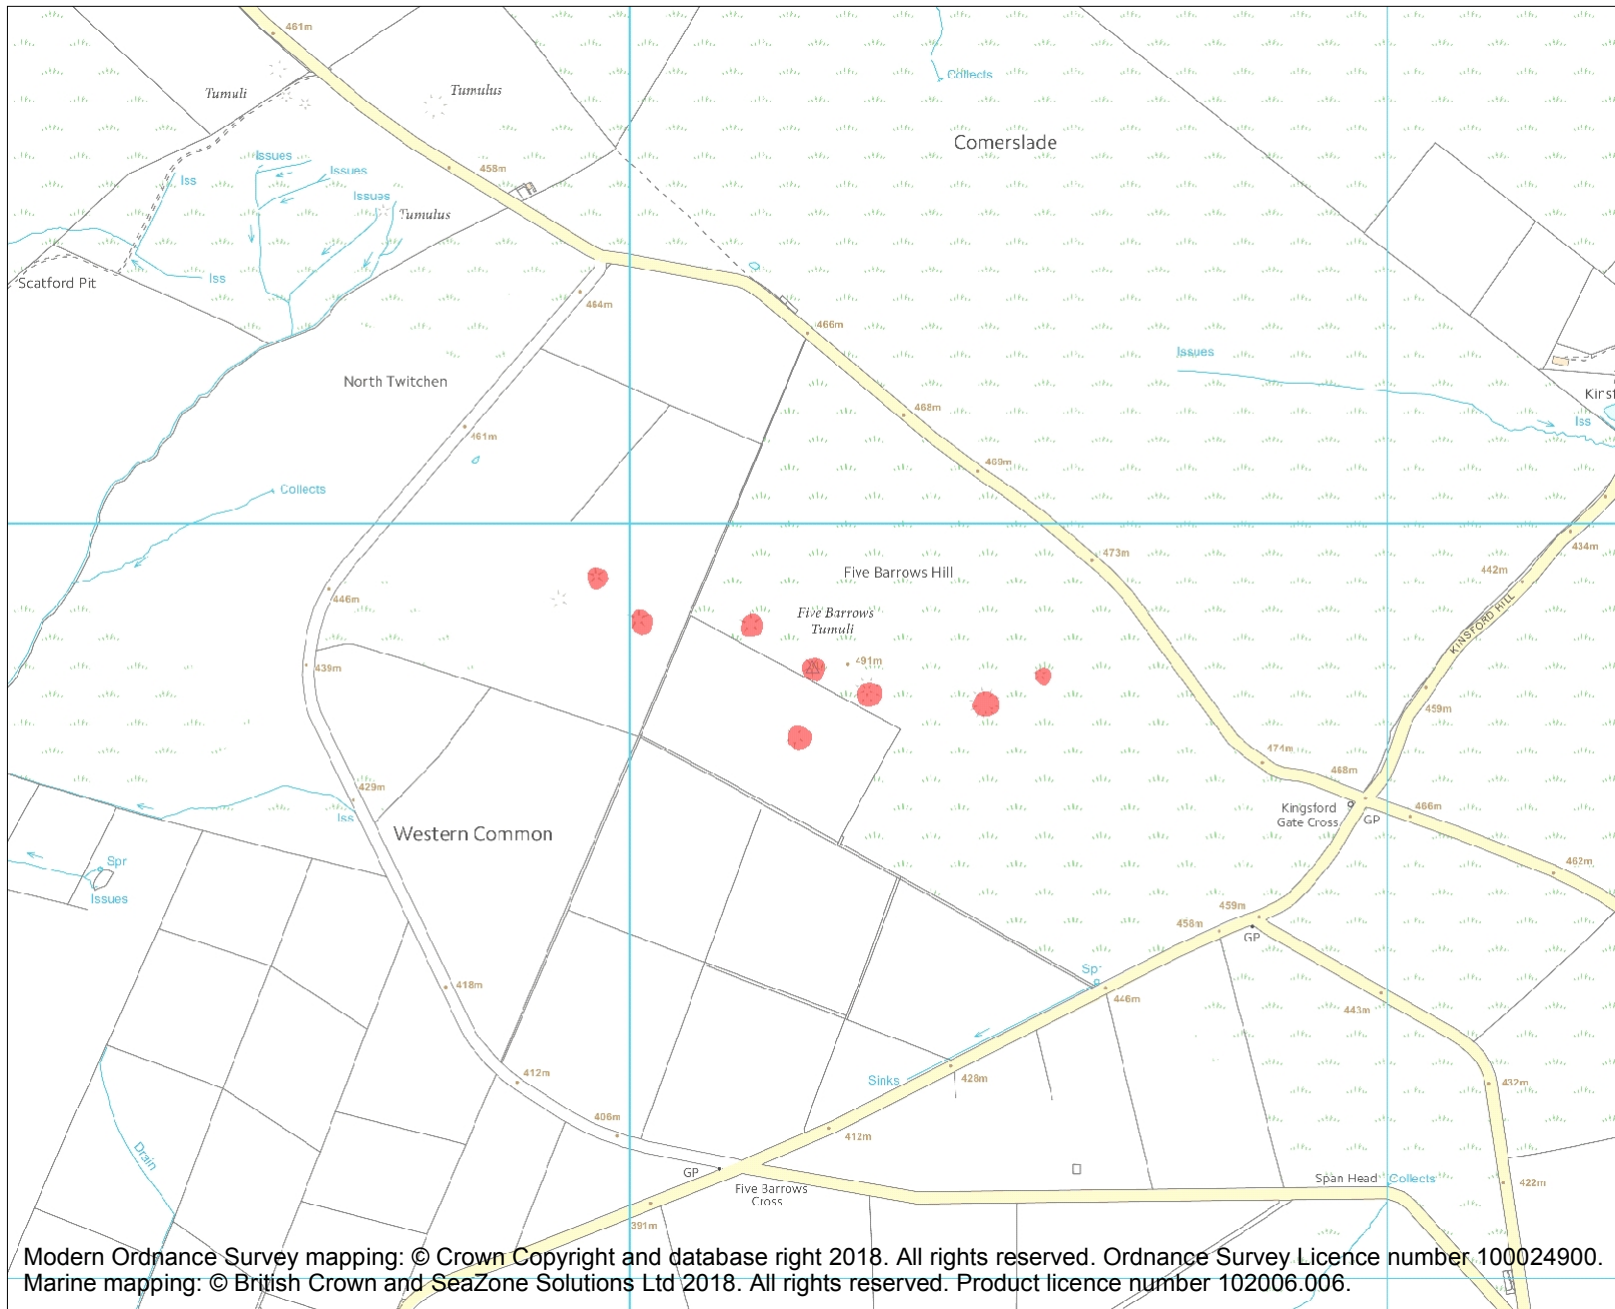 461m
Collects
Tumuli
Tumulus
Comerslade
458m
Issues
Issues
Iss
Issues
Tumulus
Iss
Scatford Pit
464m
466m
Issues
North Twitchen
Kinsf
468m
Iss
461m
469m
Collects
434m
473m
442m
Five Barrows Hill
446m
Five Barrows
Tumuli
KINSFORD HILL
439m
491m
459m
474m
468m
429m
Kingsford
Gate Cross
466m
GP
Iss
Western Common
462m
Spr
Issues
459m
458m
GP
Spr
418m
446m
443m
412m
Sinks
428m
432m
406m
412m
Drain
GP
Five Barrows
Cross
Span Head
Collects
422m
391m
Modern Ordnance Survey mapping: © Crown Copyright and database right 2018. All rights reserved. Ordnance Survey Licence number 100024900.
Marine mapping: © British Crown and SeaZone Solutions Ltd 2018. All rights reserved. Product licence number 102006.006.